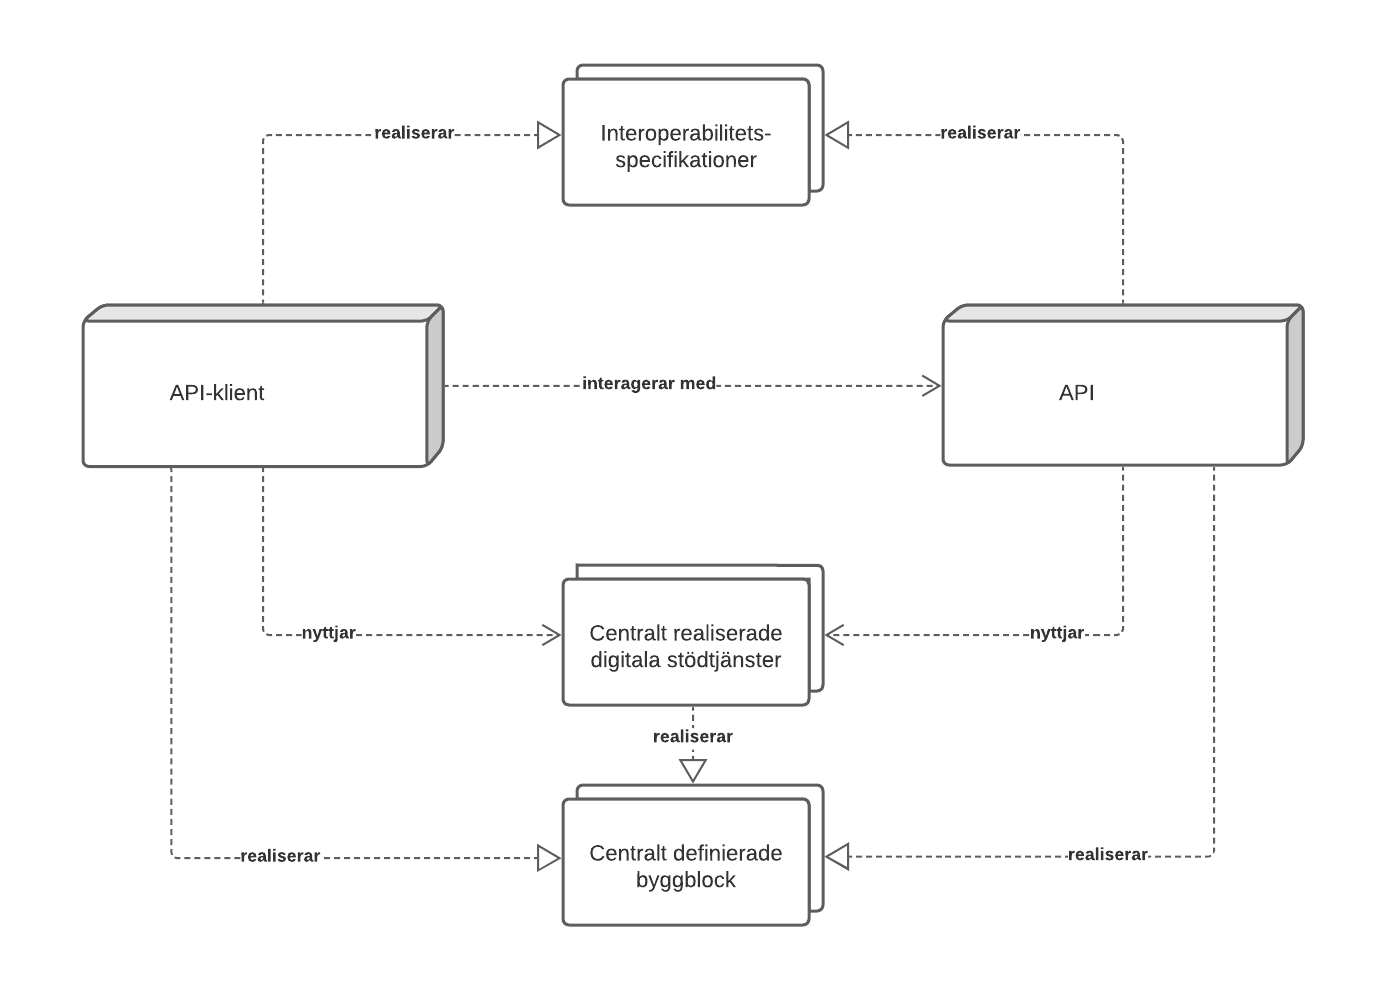 realiserar
Interoperabilitets-
specifikationer
realiserar
API-klient
interagerar med
API
nyttjar
Centralt realiserade
digitala stödtjänster
nyttjar
realiserar
realiserar
Centralt definierade
byggblock
realiserar